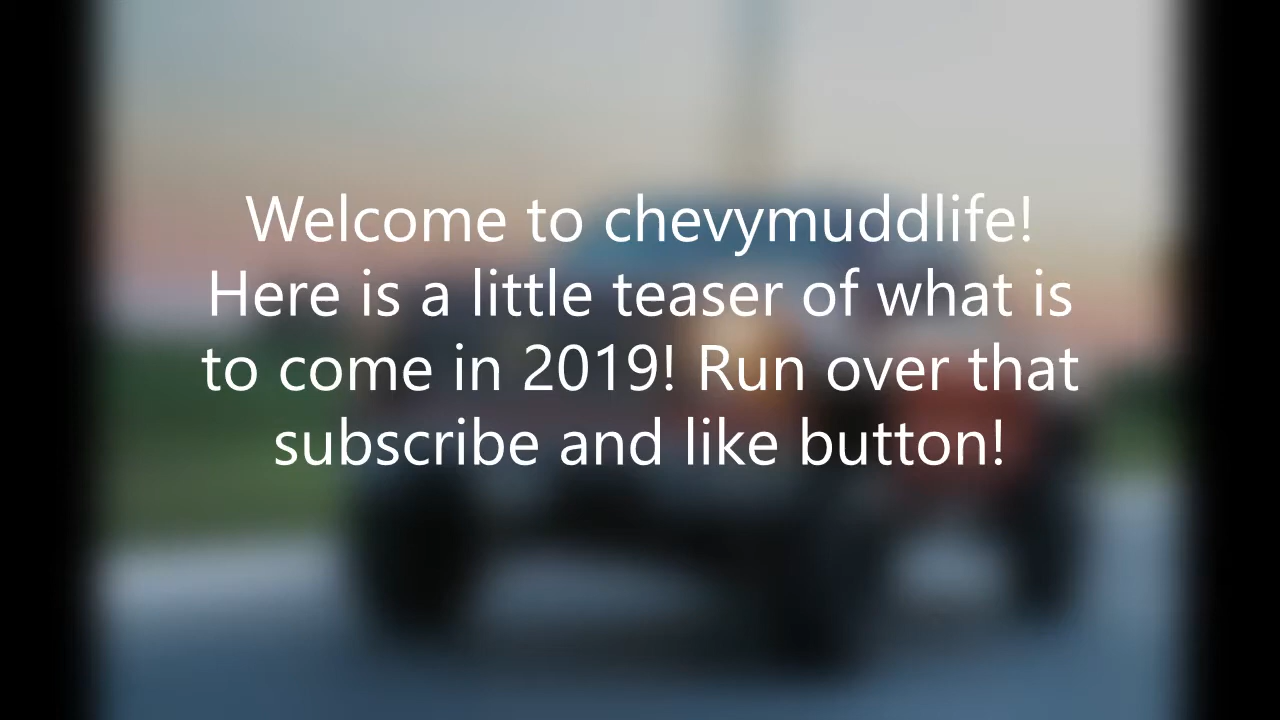 Welcome to chevymuddlife!
Here is a little teaser of what is
to come in 2019! Run over that
subscribe and like button!